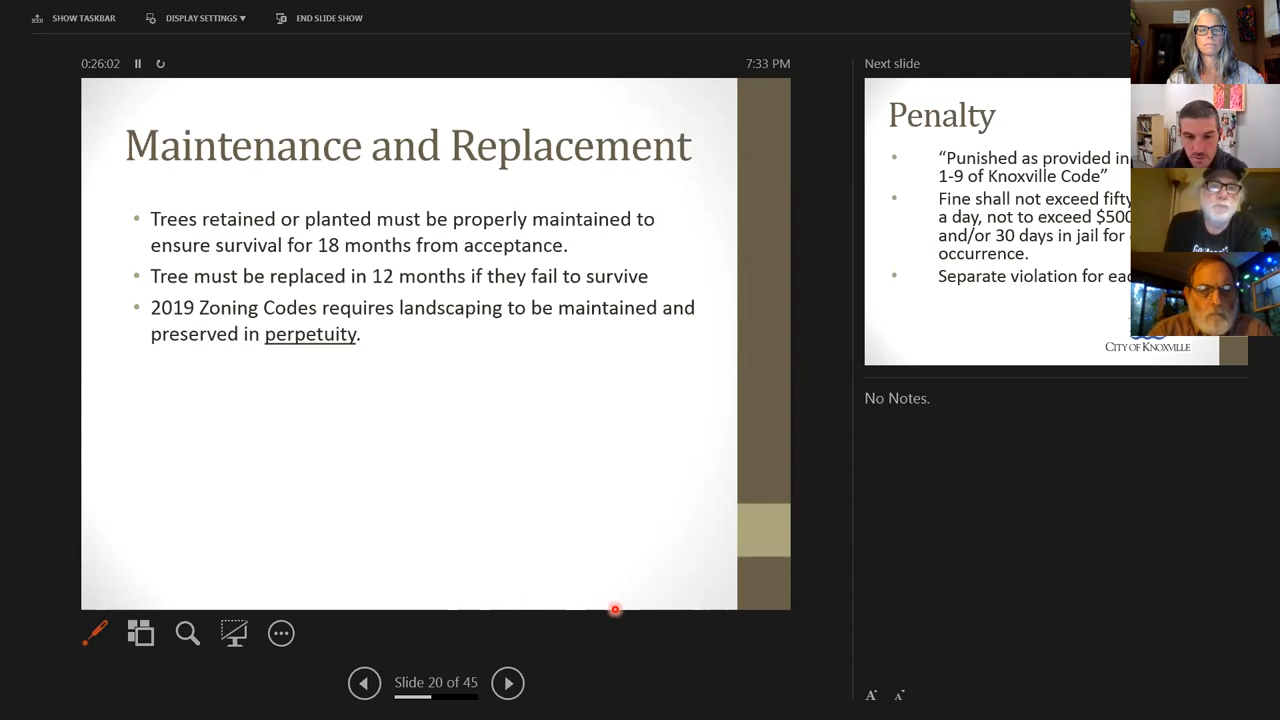 SHOW TASKBAR
DISPLAY SETTINGS ▼
END SLIDE SHOW
0:26:02
7:33 PM
Maintenance and Replacement
• Trees retained or planted must be properly maintained to
ensure survival for 18 months from acceptance.
• Tree must be replaced in 12 months if they fail to survive
• 2019 Zoning Codes requires landscaping to be maintained and
preserved in perpetuity.
Slide 20 of 45
Next slide
Penalty
• “Punished as provided in
1-9 of Knoxville Code”
• Fine shall not exceed fifty
a day, not to exceed $500
and/or 30 days in jail for
occurrence.
• Separate violation for
CITY OF KNOXVILLE
No Notes.
A A